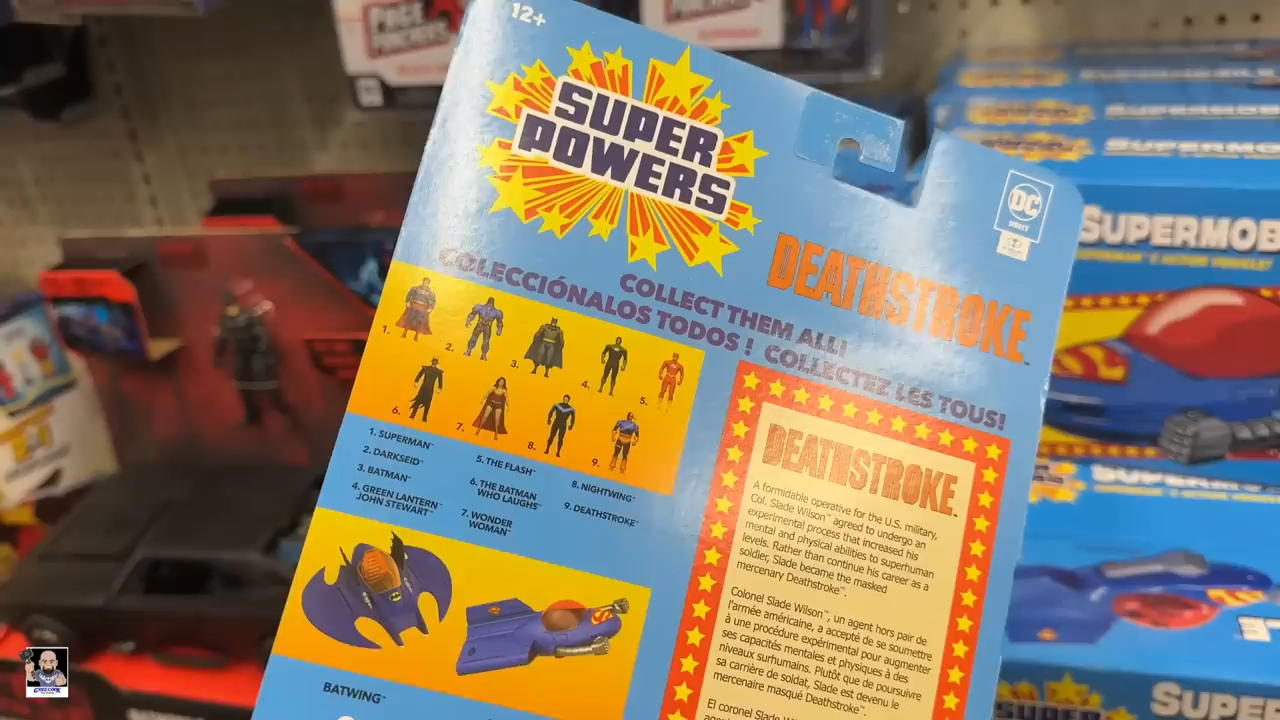 12+
SUPER
POWERS
DC
DIRECT
DEATHSTROKE™
COLLECT THEM ALL!
COLECCIÓNALOS TODOS! COLLECTEZ LES TOUS!
1.
2.
3.
4.
5.
6.
7.
8.
9.
1. SUPERMAN™
2. DARKSEID™
3. BATMAN™
4. GREEN LANTERN™
JOHN STEWART™
5. THE FLASH™
6. THE BATMAN
WHO LAUGHS™
7. WONDER
WOMAN™
8. NIGHTWING™
9. DEATHSTROKE™
BATWING™
DEATHSTROKE™
A formidable operative for the U.S. military,
Col. Slade Wilson™ agreed to undergo an
experimental process that increased his
mental and physical abilities to superhuman
levels. Rather than continue his career as a
soldier, Slade became the masked
mercenary Deathstroke™.
Colonel Slade Wilson™, un agent hors pair de
l'armée américaine, a accepté de se soumettre
à une procédure expérimental pour augmenter
ses capacités mentales et physiques à des
niveaux surhumains. Plutôt que de poursuivre
sa carrière de soldat, Slade est devenu le
mercenaire masqué Deathstroke™.
El coronel Slade
SUPERMOB
SUPER